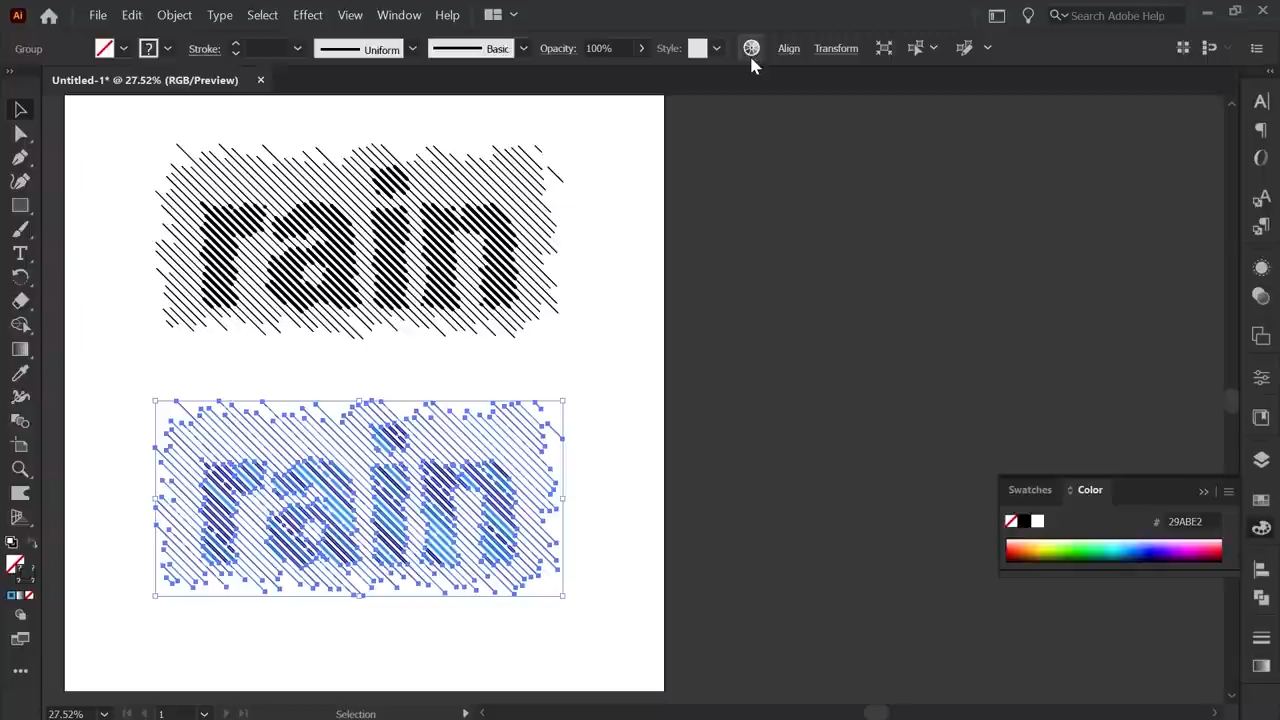 Ai File Edit Object Type Select Effect View Window Help Search Adobe Help
Group ? Stroke: Uniform Basic Opacity: 100% Style: Align Transform
Untitled-1* @ 27.52% (RGB/Preview)
rain
rain
Swatches Color
# 29ABE2
27.52% 1 Selection